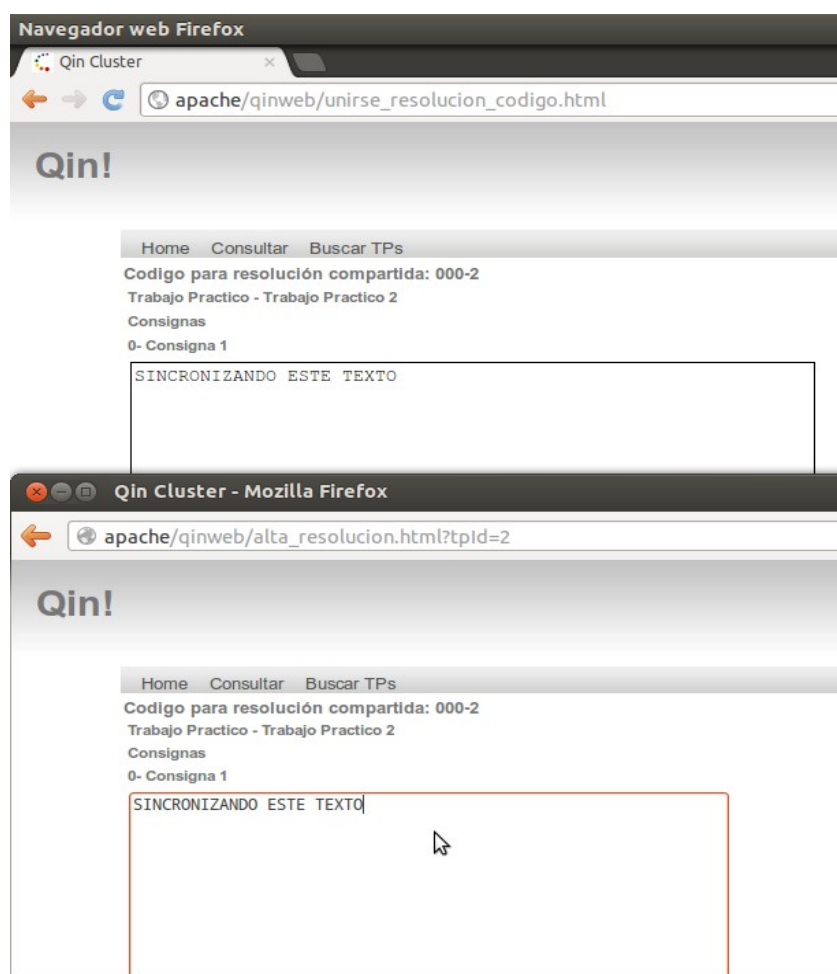 Navegador web Firefox
Qin Cluster
apache/qinweb/unirse_resolucion_codigo.html
Qin!
Home Consultar Buscar TPs
Codigo para resolución compartida: 000-2
Trabajo Practico - Trabajo Practico 2
Consignas
0- Consigna 1
SINCRONIZANDO ESTE TEXTO
Qin Cluster - Mozilla Firefox
apache/qinweb/alta_resolucion.html?tpId=2
Qin!
Home Consultar Buscar TPs
Codigo para resolución compartida: 000-2
Trabajo Practico - Trabajo Practico 2
Consignas
0- Consigna 1
SINCRONIZANDO ESTE TEXTO